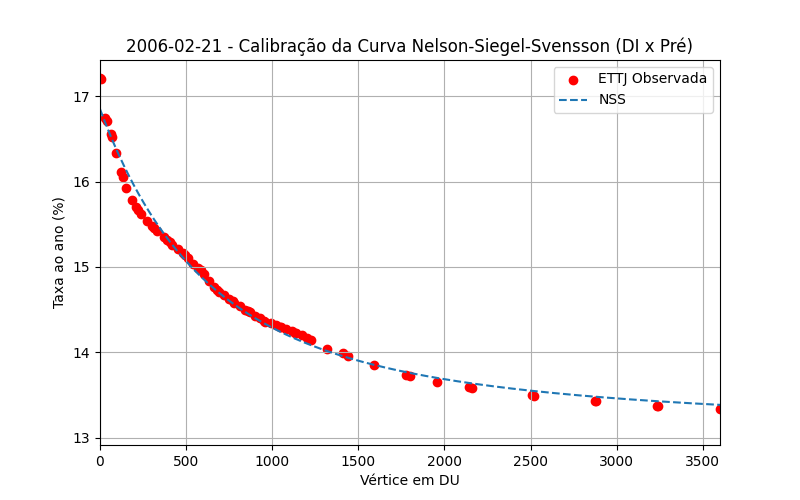 2006-02-21 - Calibração da Curva Nelson-Siegel-Svensson (DI x Pré)
ETTJ Observada
NSS
Taxa ao ano (%)
17
16
15
14
13
0 500 1000 1500 2000 2500 3000 3500
Vértice em DU